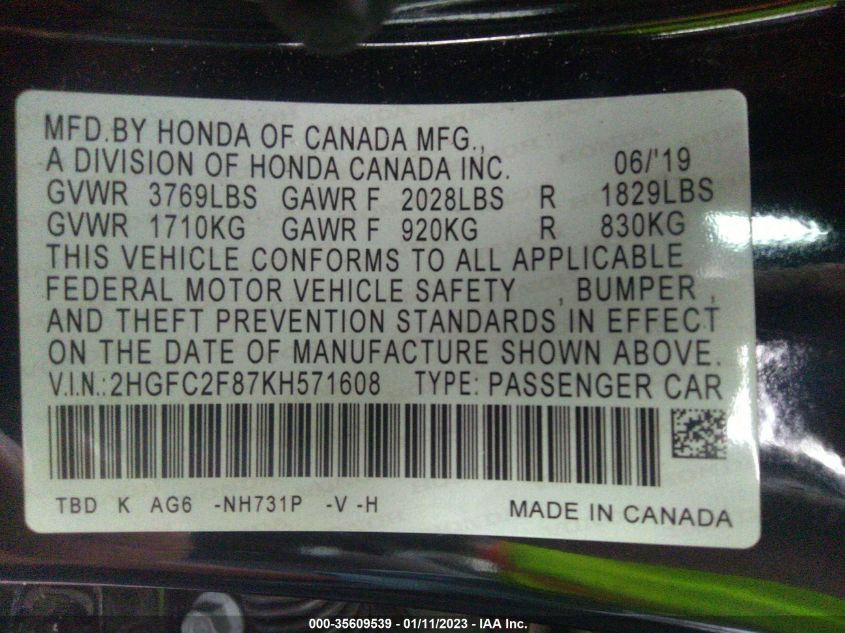 MFD.BY HONDA OF CANADA MFG.,
A DIVISION OF HONDA CANADA INC. 06/'19
GVWR 3769LBS GAWR F 2028LBS R 1829LBS
GVWR 1710KG GAWR F 920KG R 830KG
THIS VEHICLE CONFORMS TO ALL APPLICABLE
FEDERAL MOTOR VEHICLE SAFETY , BUMPER ,
AND THEFT PREVENTION STANDARDS IN EFFECT
ON THE DATE OF MANUFACTURE SHOWN ABOVE.
V.I.N.:2HGFC2F87KH571608 TYPE: PASSENGER CAR
TBD K AG6 -NH731P -V -H MADE IN CANADA
000-35609539 - 01/11/2023 - IAA Inc.